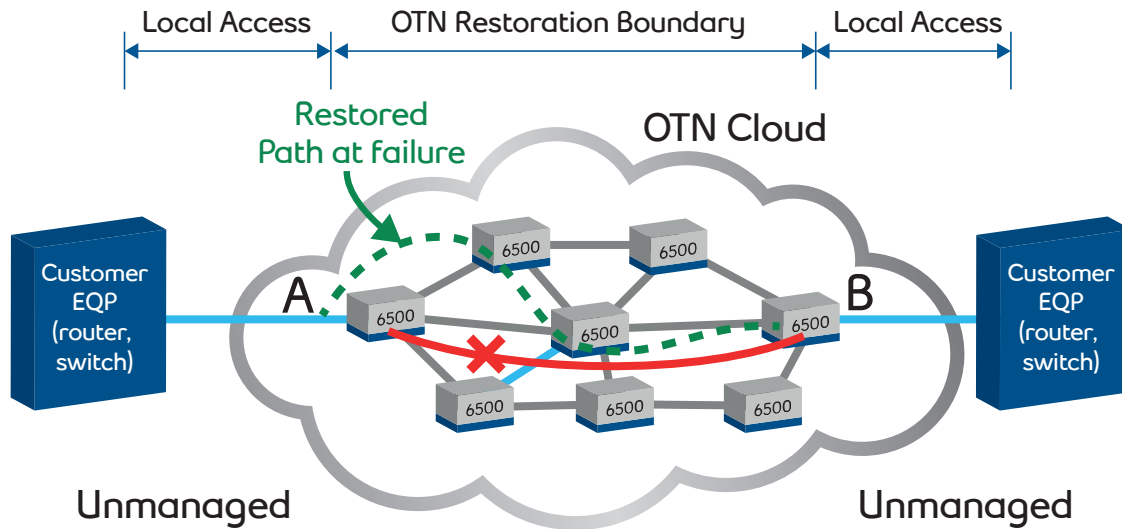 Local Access
OTN Restoration Boundary
Local Access
Restored
Path at failure
OTN Cloud
Customer
EQP
(router,
switch)
A
6500
6500
6500
6500
6500
B
6500
6500
6500
Customer
EQP
(router,
switch)
Unmanaged
Unmanaged